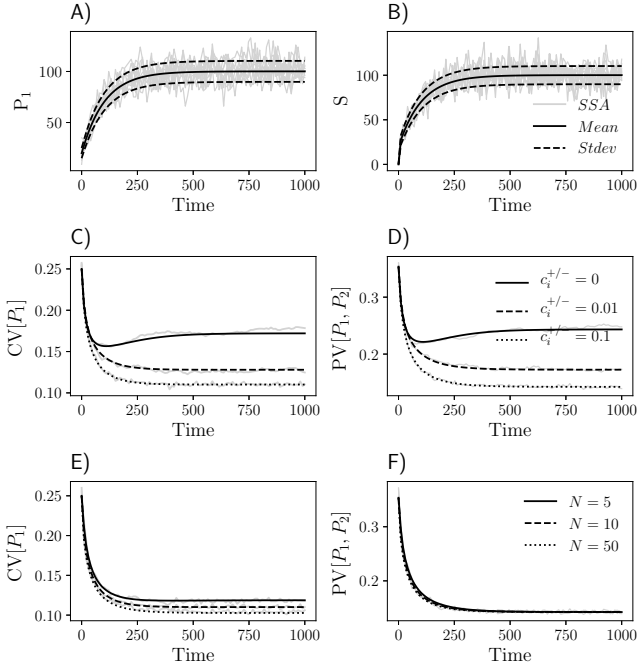 A)
B)
P₁
100
50
0
250
500
750
1000
Time
S
100
50
0
SSA
Mean
Stdev
0
250
500
750
1000
Time
C)
D)
CV[P₁]
0.25
0.20
0.15
0.10
0
250
500
750
1000
Time
PV[P₁, P₂]
0.3
0.2
cᵢ⁺ᐟ⁻ = 0
cᵢ⁺ᐟ⁻ = 0.01
cᵢ⁺ᐟ⁻ = 0.1
0
250
500
750
1000
Time
E)
F)
CV[P₁]
0.25
0.20
0.15
0.10
0
250
500
750
1000
Time
PV[P₁, P₂]
0.3
0.2
N = 5
N = 10
N = 50
0
250
500
750
1000
Time